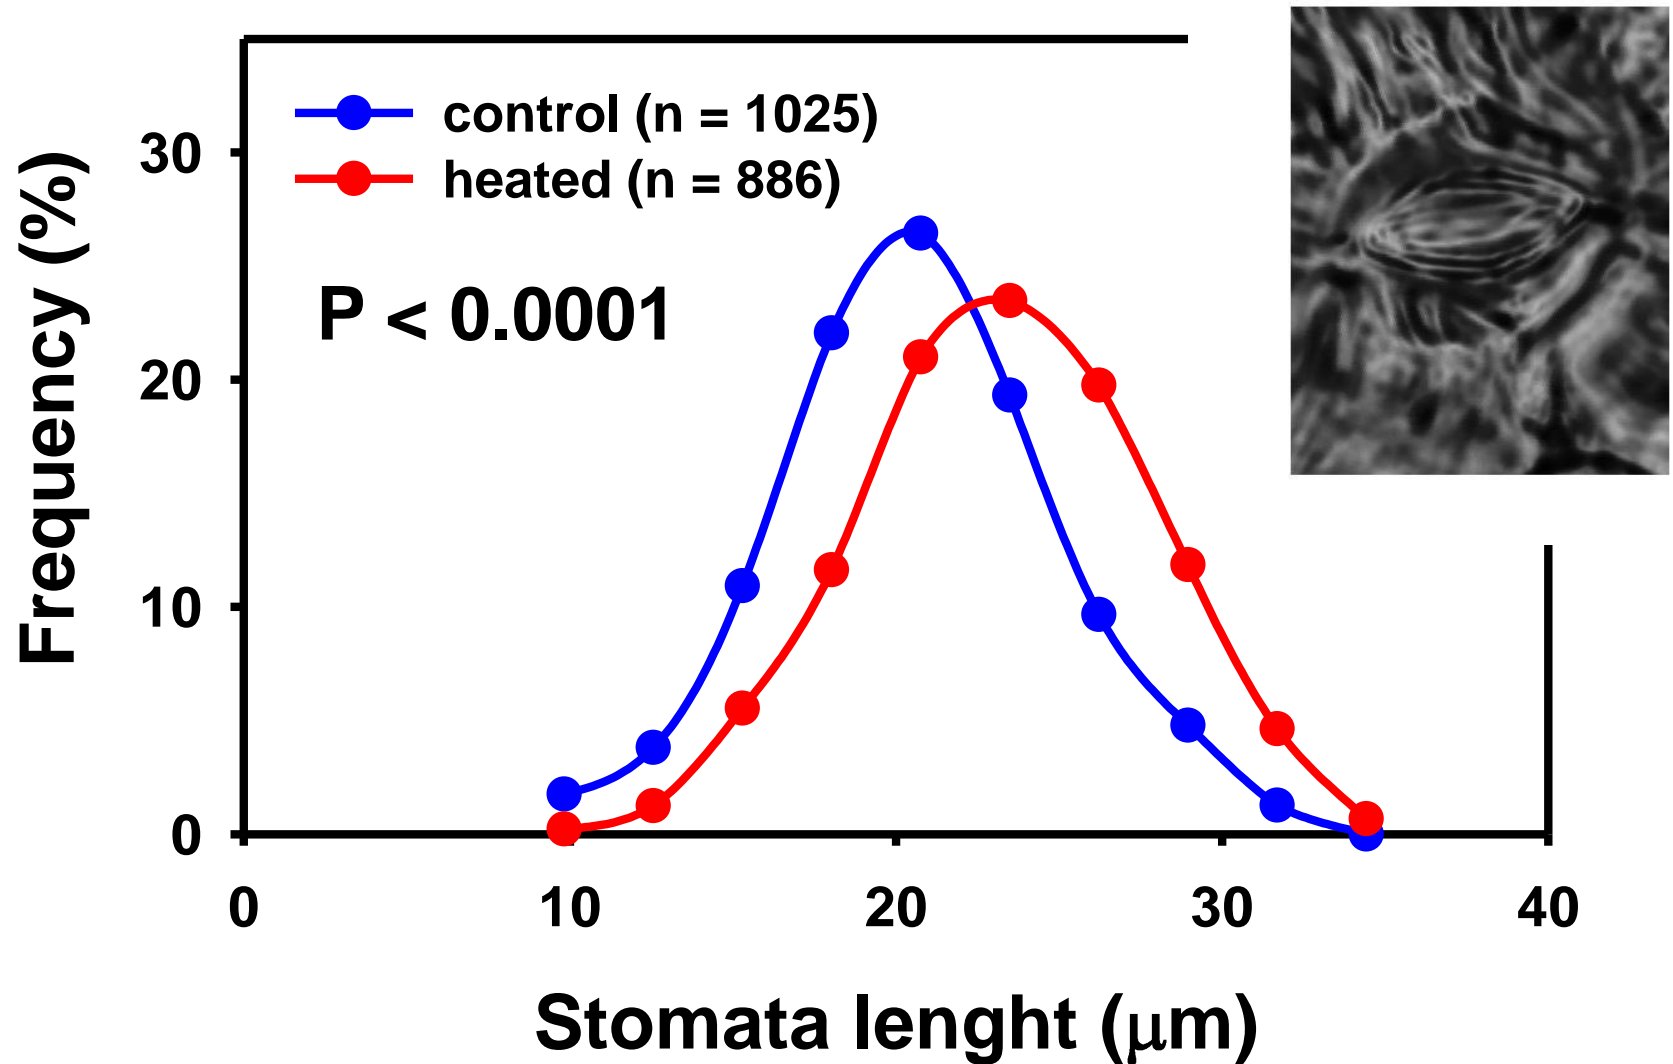 control (n = 1025)
heated (n = 886)
P < 0.0001
Frequency (%)
30
20
10
0
0 10 20 30 40
Stomata lenght (μm)